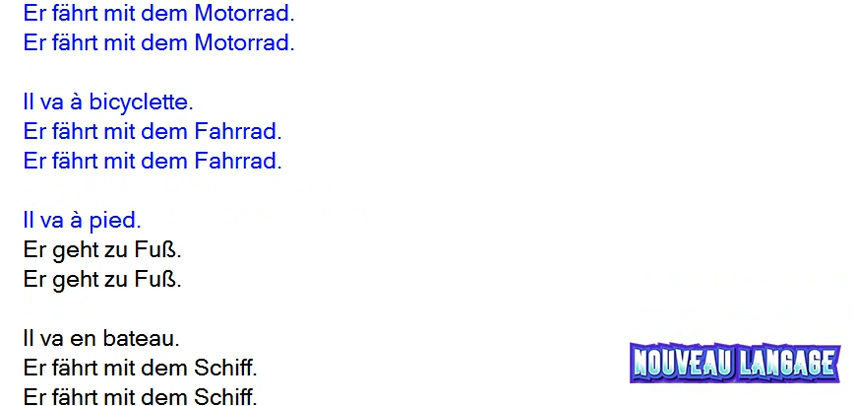 Er fährt mit dem Motorrad.
Er fährt mit dem Motorrad.
Il va à bicyclette.
Er fährt mit dem Fahrrad.
Er fährt mit dem Fahrrad.
Il va à pied.
Er geht zu Fuß.
Er geht zu Fuß.
Il va en bateau.
Er fährt mit dem Schiff.
Er fährt mit dem Schiff.
NOUVEAU LANGAGE